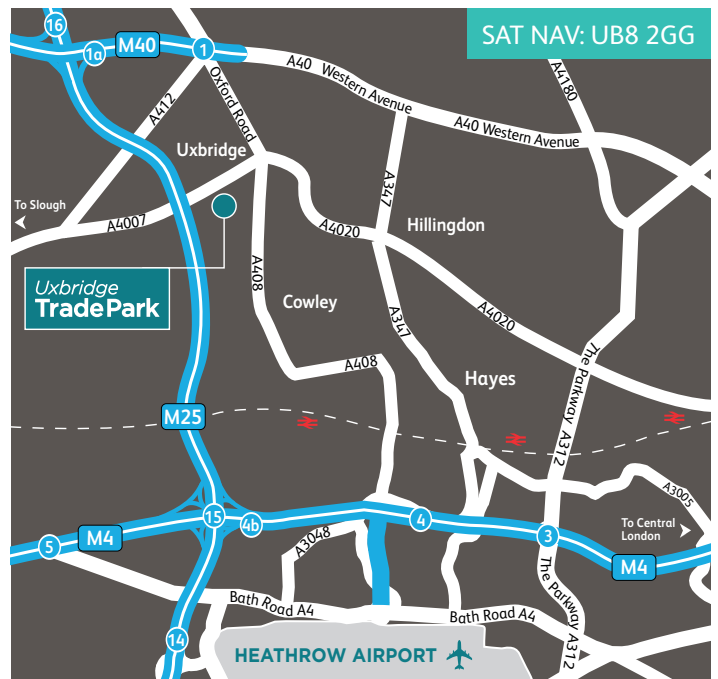 16
1a
M40
1
SAT NAV: UB8 2GG
A40 Western Avenue
A40 Western Avenue
A4180
A412
Oxford Road
Uxbridge
A347
To Slough
A4007
A4020
Hillingdon
Uxbridge
TradePark
A408
Cowley
A347
A4020
A408
Hayes
The Parkway A312
M25
A3005
15
4b
4
3
To Central
London
5
M4
A3048
M4
The Parkway A312
Bath Road A4
Bath Road A4
14
HEATHROW AIRPORT